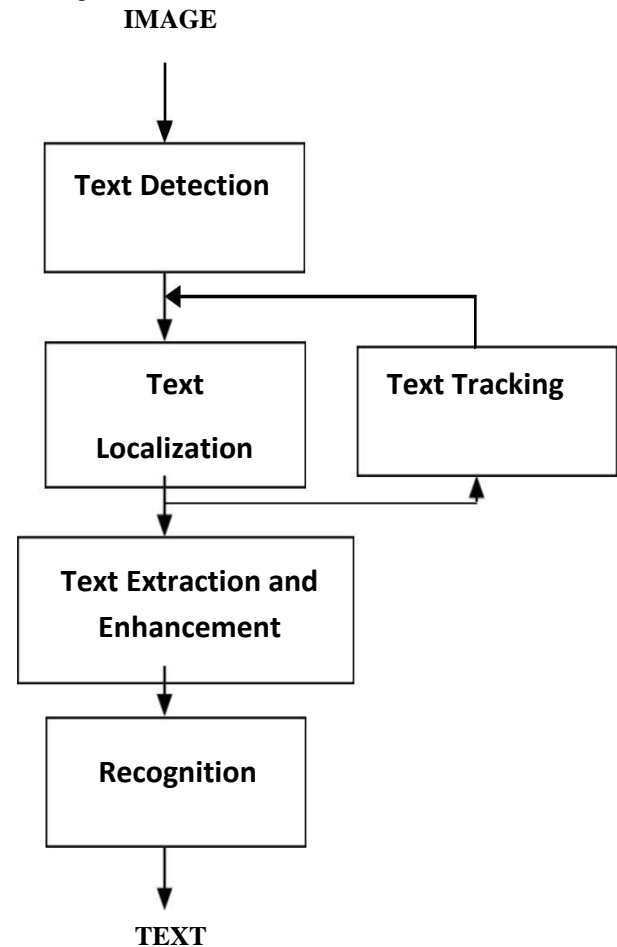 IMAGE
Text Detection
Text
Localization
Text Tracking
Text Extraction and
Enhancement
Recognition
TEXT